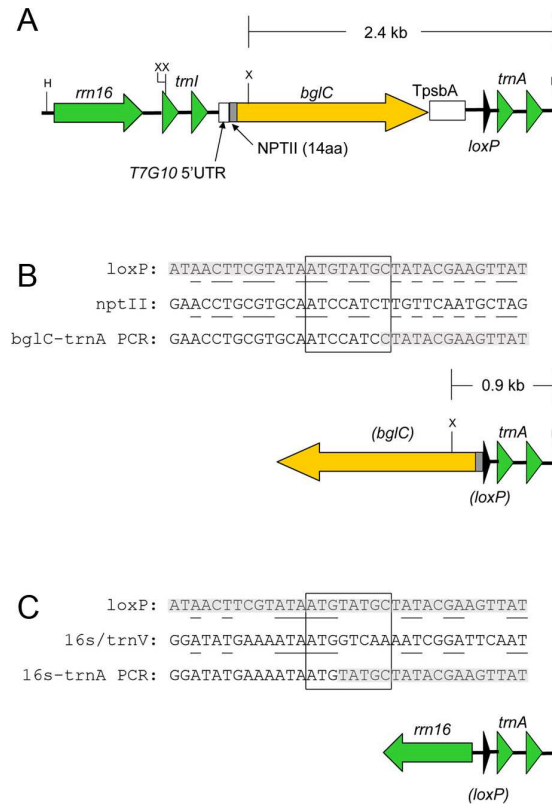 A
2.4 kb
H
XX
X
rrn16
trnI
bglC
TpsbA
trnA
loxP
NPTII (14aa)
T7G10 5'UTR
B
loxP: ATAACTTCGTATAATGTATGCTATACGAAGTTAT
nptII: GAACCTGCGTGCAATCCATCTTGTTCAATGCTAG
bglC-trnA PCR: GAACCTGCGTGCAATCCATCCTATACGAAGTTAT
0.9 kb
X
(bglC)
trnA
(loxP)
C
loxP: ATAACTTCGTATAATGTATGCTATACGAAGTTAT
16s/trnV: GGATATGAAAATAATGGTCAAAATCGGATTCAAT
16s-trnA PCR: GGATATGAAAATAATGTATGCTATACGAAGTTAT
rrn16
trnA
(loxP)